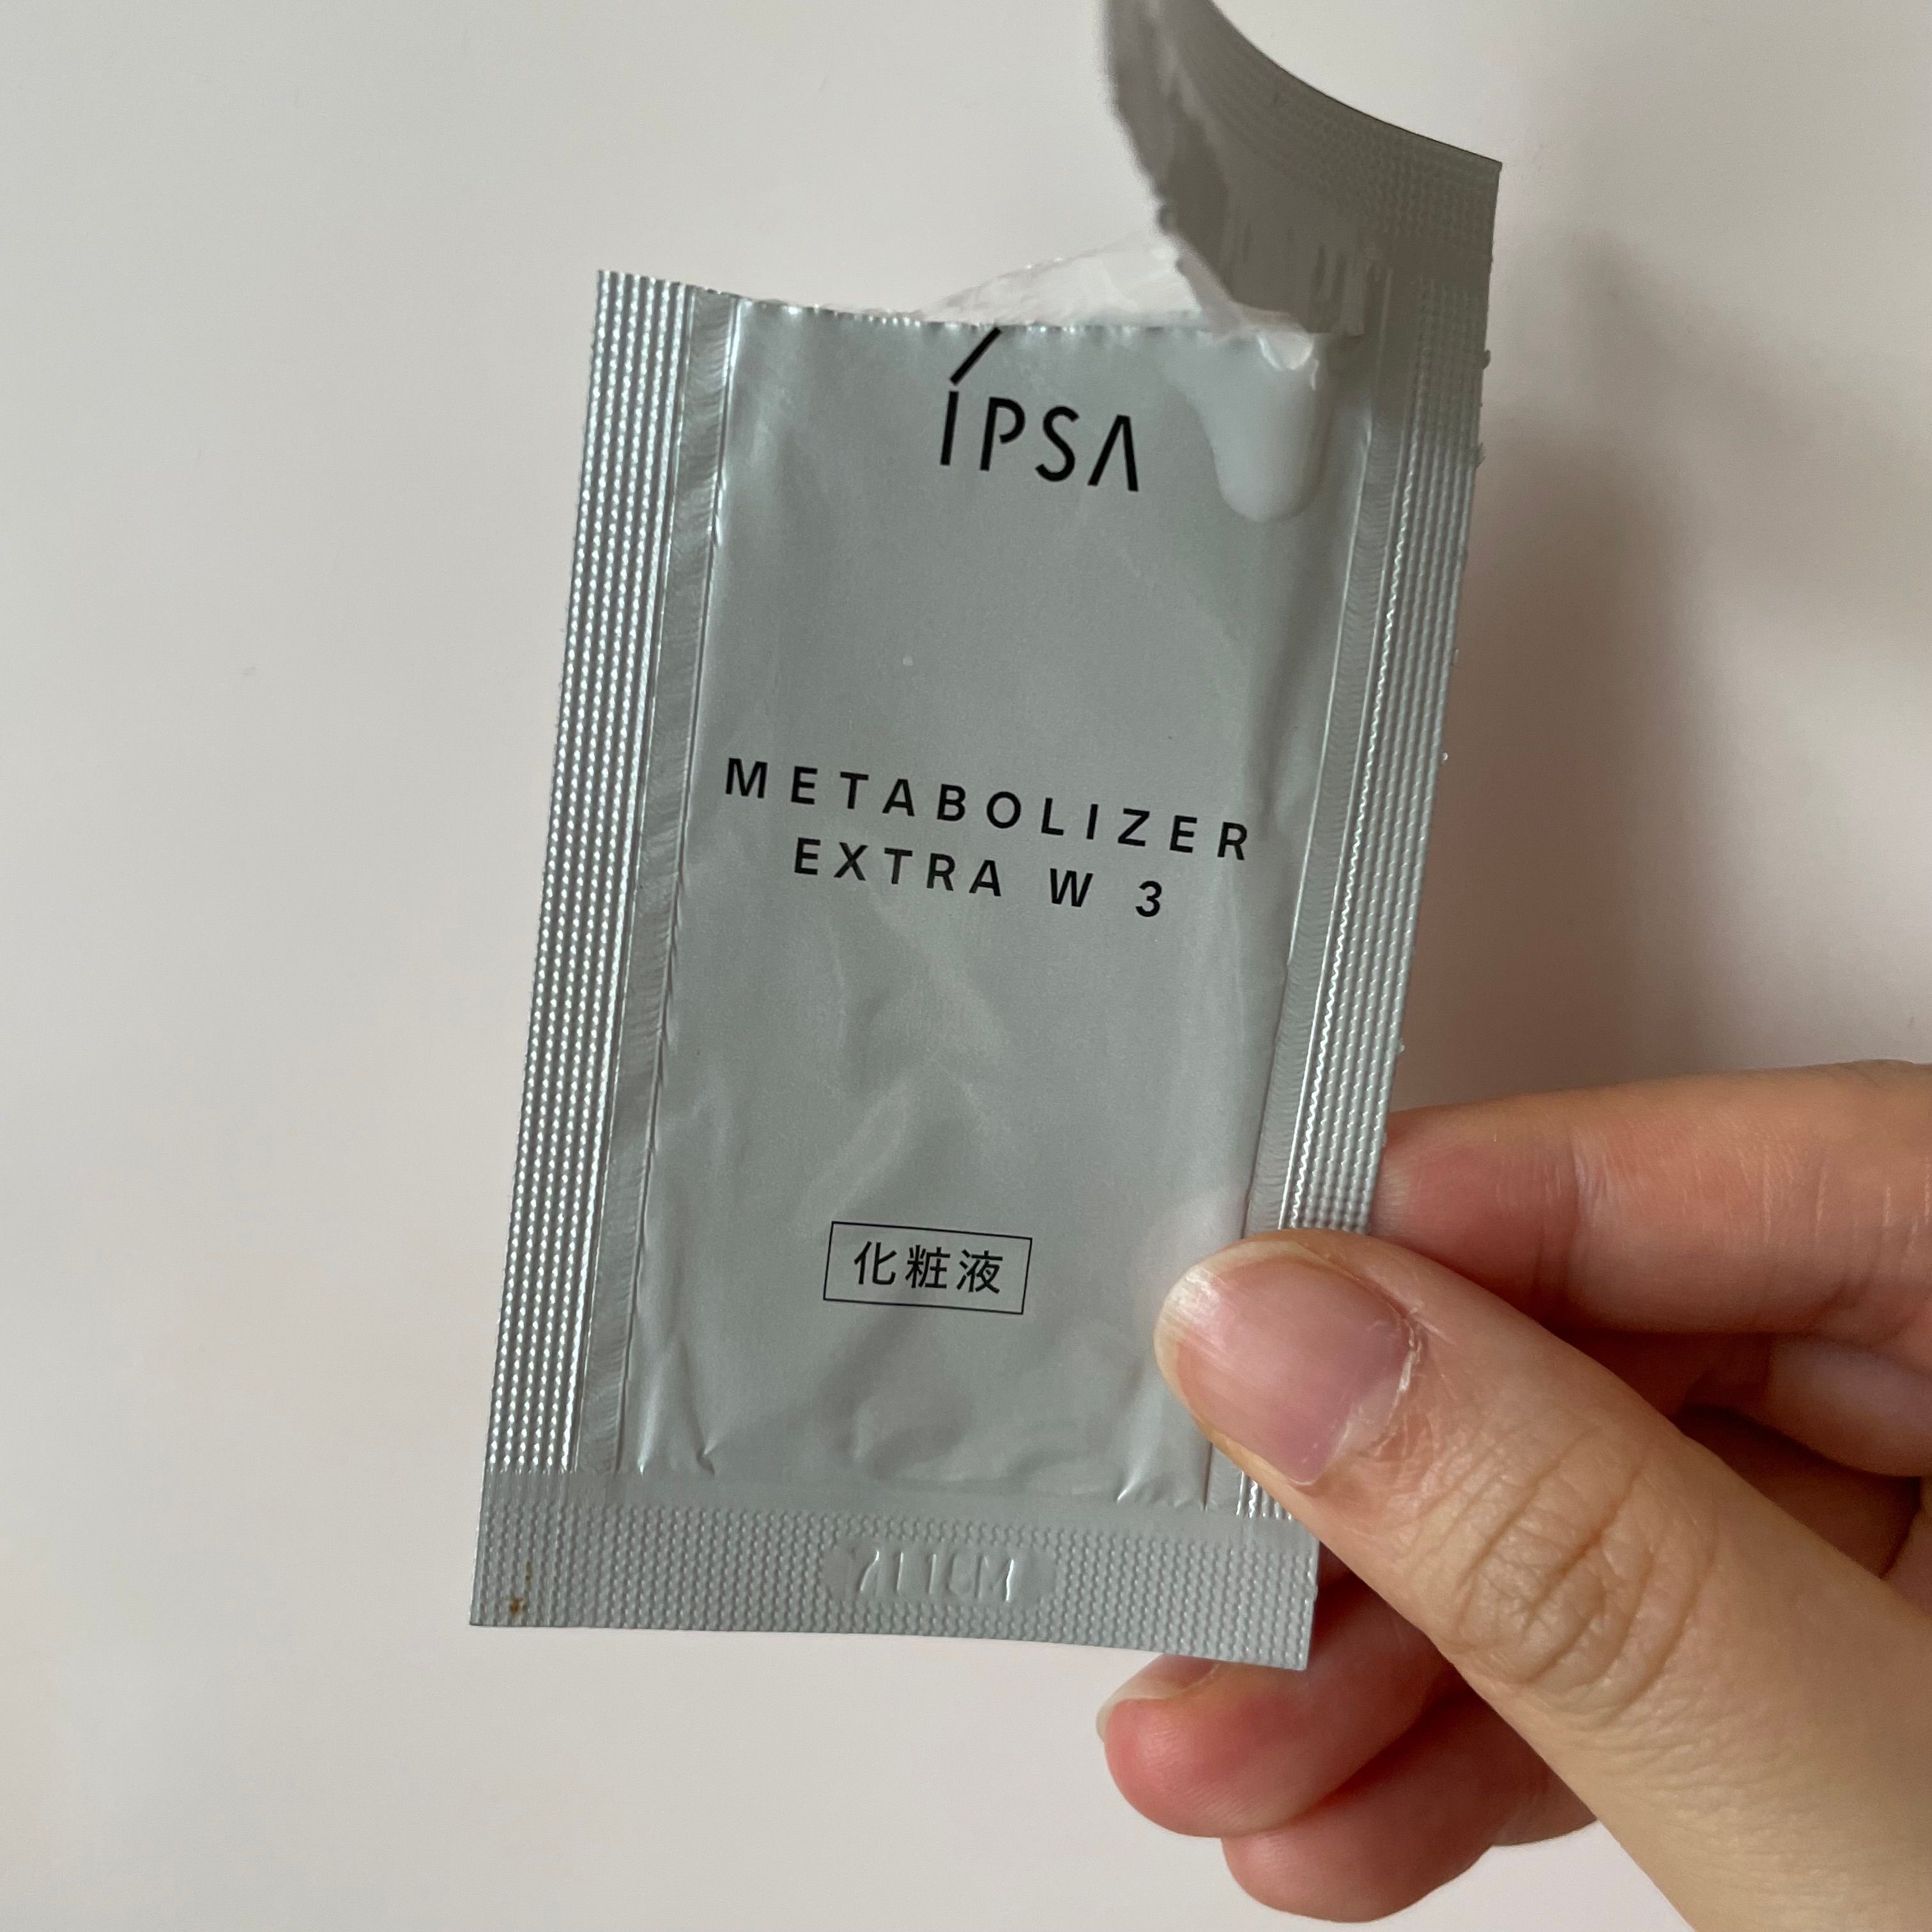 IPSA
METABOLIZER
EXTRA W 3
化粧液